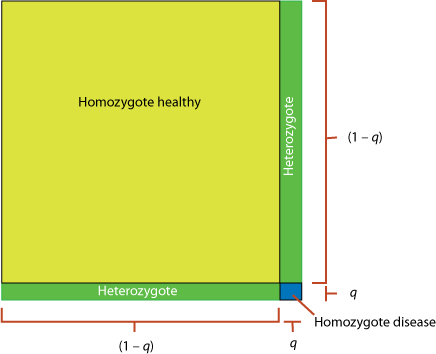 Homozygote healthy
Heterozygote
(1 – q)
Heterozygote
q
Homozygote disease
(1 – q)
q